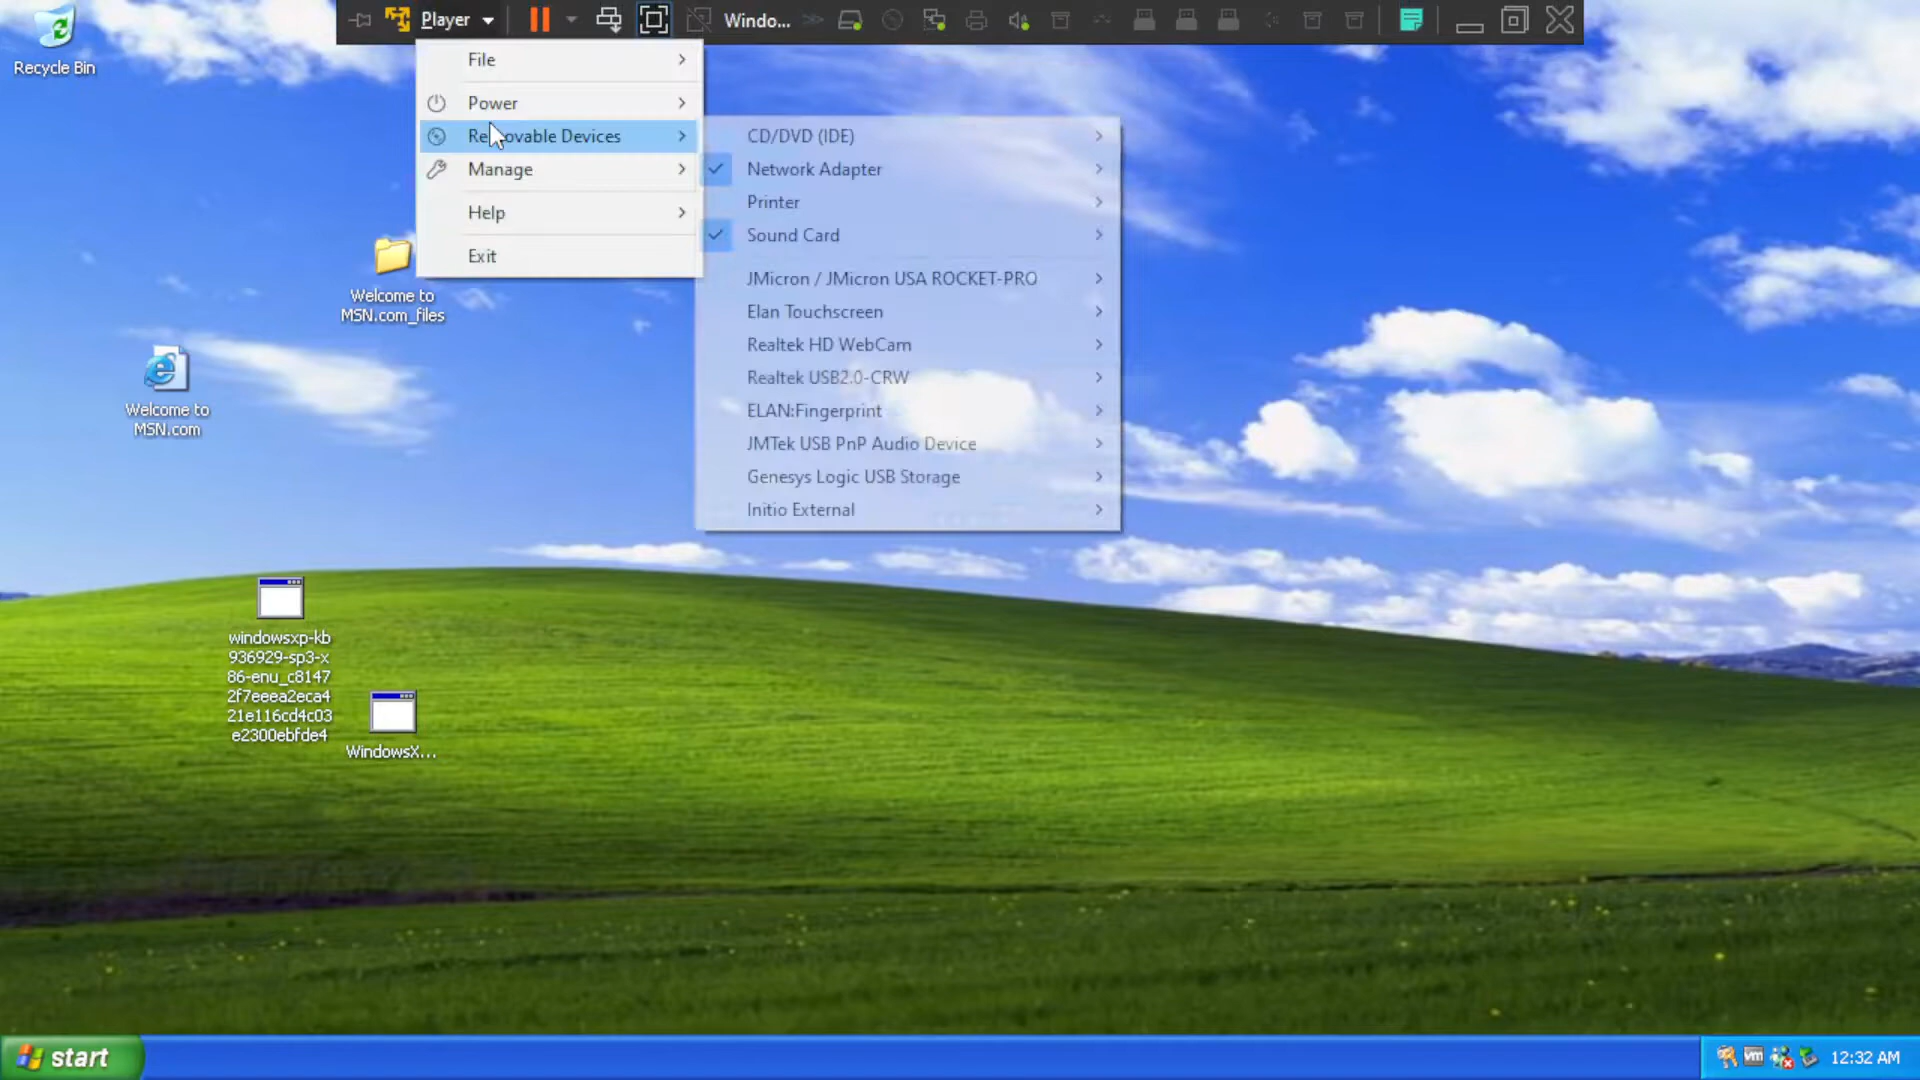 Player
Windo...
Recycle Bin
File
Power
Removable Devices
Manage
Help
Exit
CD/DVD (IDE)
Network Adapter
Printer
Sound Card
JMicron / JMicron USA ROCKET-PRO
Elan Touchscreen
Realtek HD WebCam
Realtek USB2.0-CRW
ELAN:Fingerprint
JMTek USB PnP Audio Device
Genesys Logic USB Storage
Initio External
Welcome to
MSN.com_files
Welcome to
MSN.com
windowsxp-kb
936929-sp3-x
86-enu_c8147
2f7eeea2eca4
21e116cd4c03
e2300ebfde4
WindowsX...
start
vm
12:32 AM